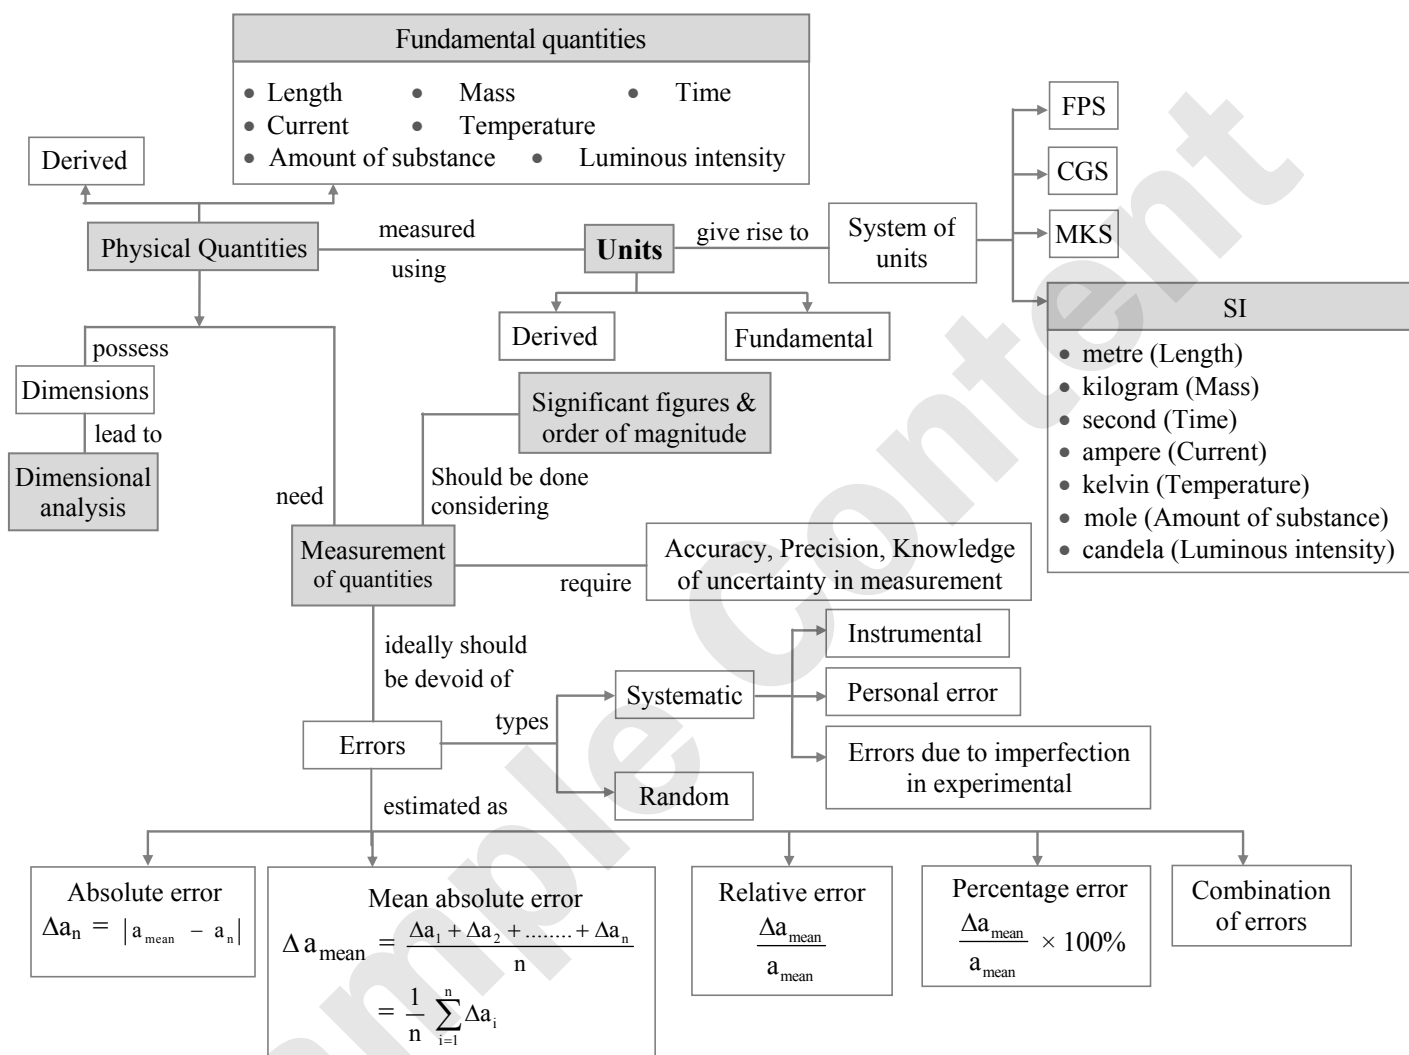 Fundamental quantities
• Length • Mass • Time
• Current • Temperature
• Amount of substance • Luminous intensity
Derived
Physical Quantities
measured
using
Units
give rise to
System of
units
FPS
CGS
MKS
SI
• metre (Length)
• kilogram (Mass)
• second (Time)
• ampere (Current)
• kelvin (Temperature)
• mole (Amount of substance)
• candela (Luminous intensity)
Derived
Fundamental
possess
Dimensions
lead to
Dimensional
analysis
need
Significant figures &
order of magnitude
Should be done
considering
Measurement
of quantities
require
Accuracy, Precision, Knowledge
of uncertainty in measurement
ideally should
be devoid of
Errors
types
Systematic
Random
Instrumental
Personal error
Errors due to imperfection
in experimental
estimated as
Absolute error
Δaₙ = |a_mean − aₙ|
Mean absolute error
Δa_mean = (Δa₁ + Δa₂ + ........ + Δaₙ)/n
= 1/n ∑ⁿᵢ₌₁ Δaᵢ
Relative error
Δa_mean/a_mean
Percentage error
Δa_mean/a_mean × 100%
Combination
of errors
ample Content